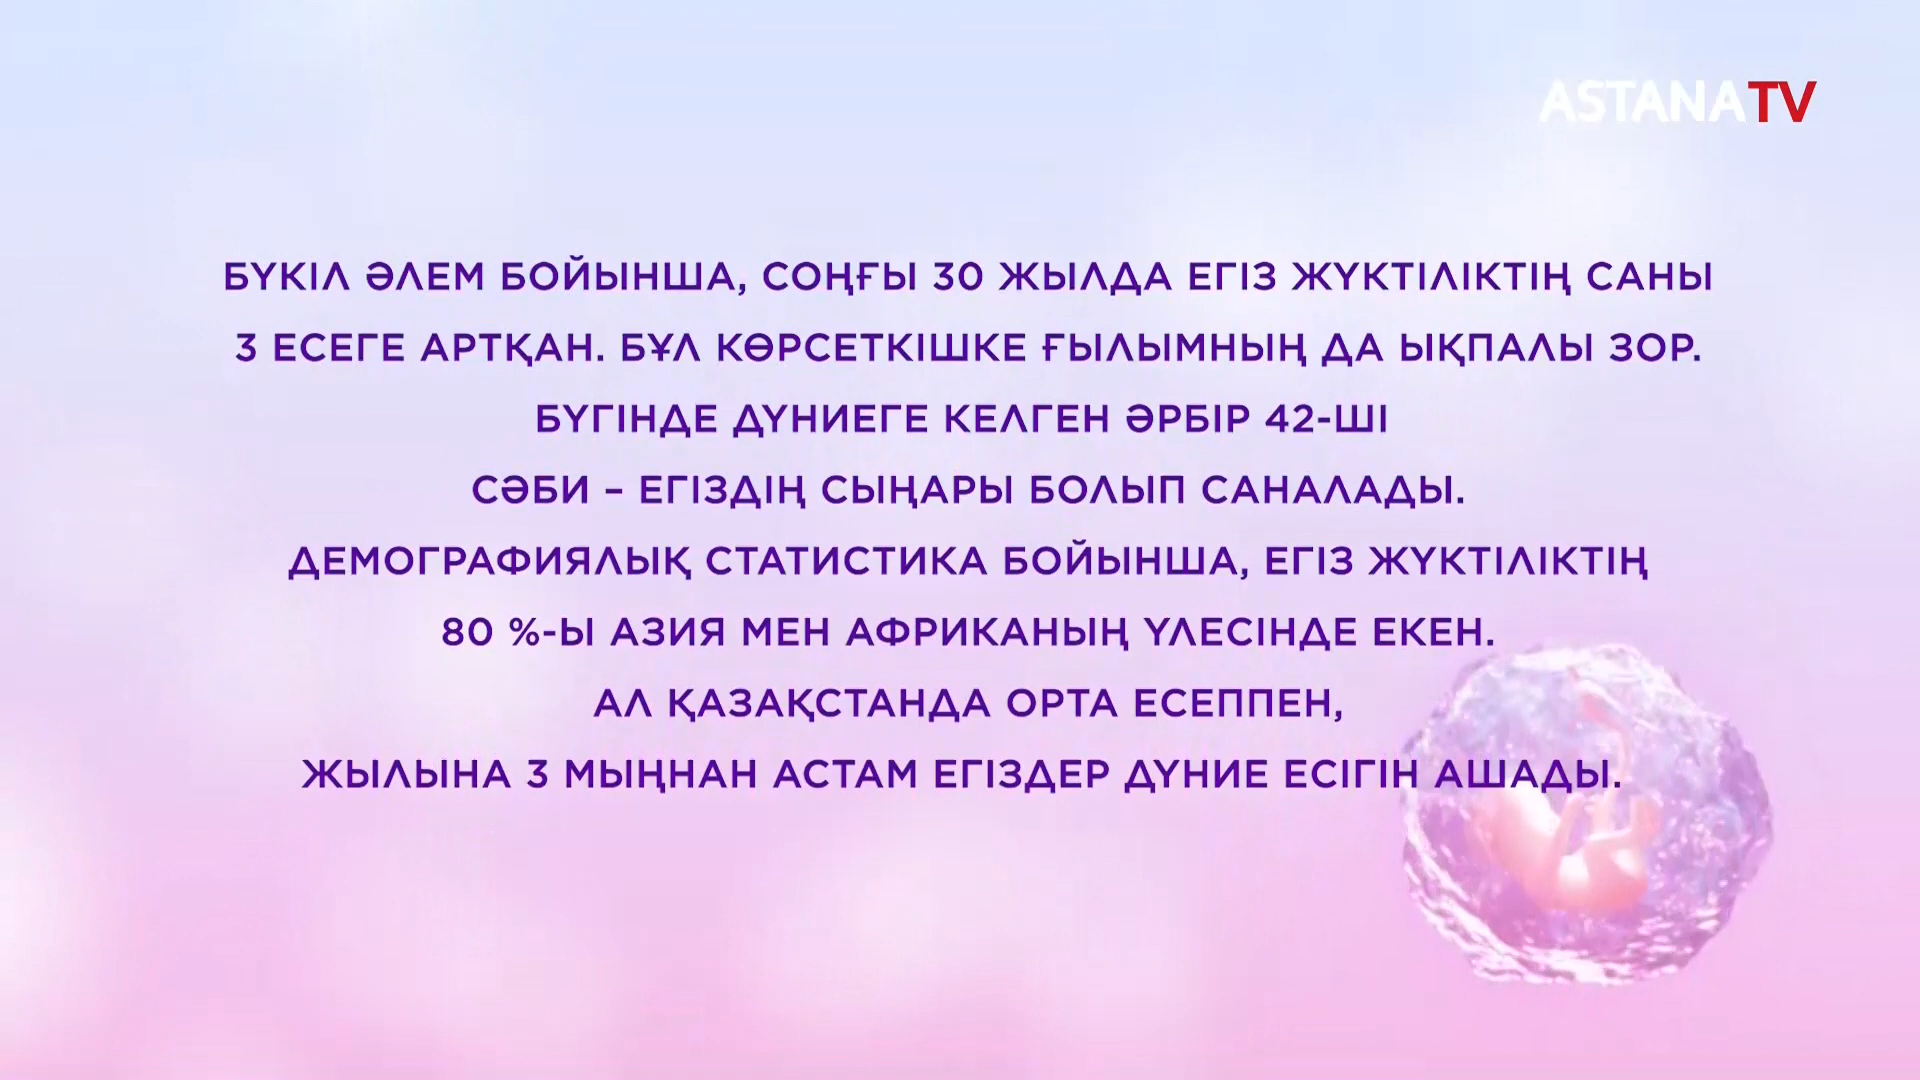 ASTANATV
БҮКІЛ ӘЛЕМ БОЙЫНША, СОҢҒЫ 30 ЖЫЛДА ЕГІЗ ЖҮКТІЛІКТІҢ САНЫ
3 ЕСЕГЕ АРТҚАН. БҰЛ КӨРСЕТКІШКЕ ҒЫЛЫМНЫҢ ДА ЫҚПАЛЫ ЗОР.
БҮГІНДЕ ДҮНИЕГЕ КЕЛГЕН ӘРБІР 42-ШІ
СӘБИ – ЕГІЗДІҢ СЫҢАРЫ БОЛЫП САНАЛАДЫ.
ДЕМОГРАФИЯЛЫҚ СТАТИСТИКА БОЙЫНША, ЕГІЗ ЖҮКТІЛІКТІҢ
80 %-Ы АЗИЯ МЕН АФРИКАНЫҢ ҮЛЕСІНДЕ ЕКЕН.
АЛ ҚАЗАҚСТАНДА ОРТА ЕСЕППЕН,
ЖЫЛЫНА 3 МЫҢНАН АСТАМ ЕГІЗДЕР ДҮНИЕ ЕСІГІН АШАДЫ.